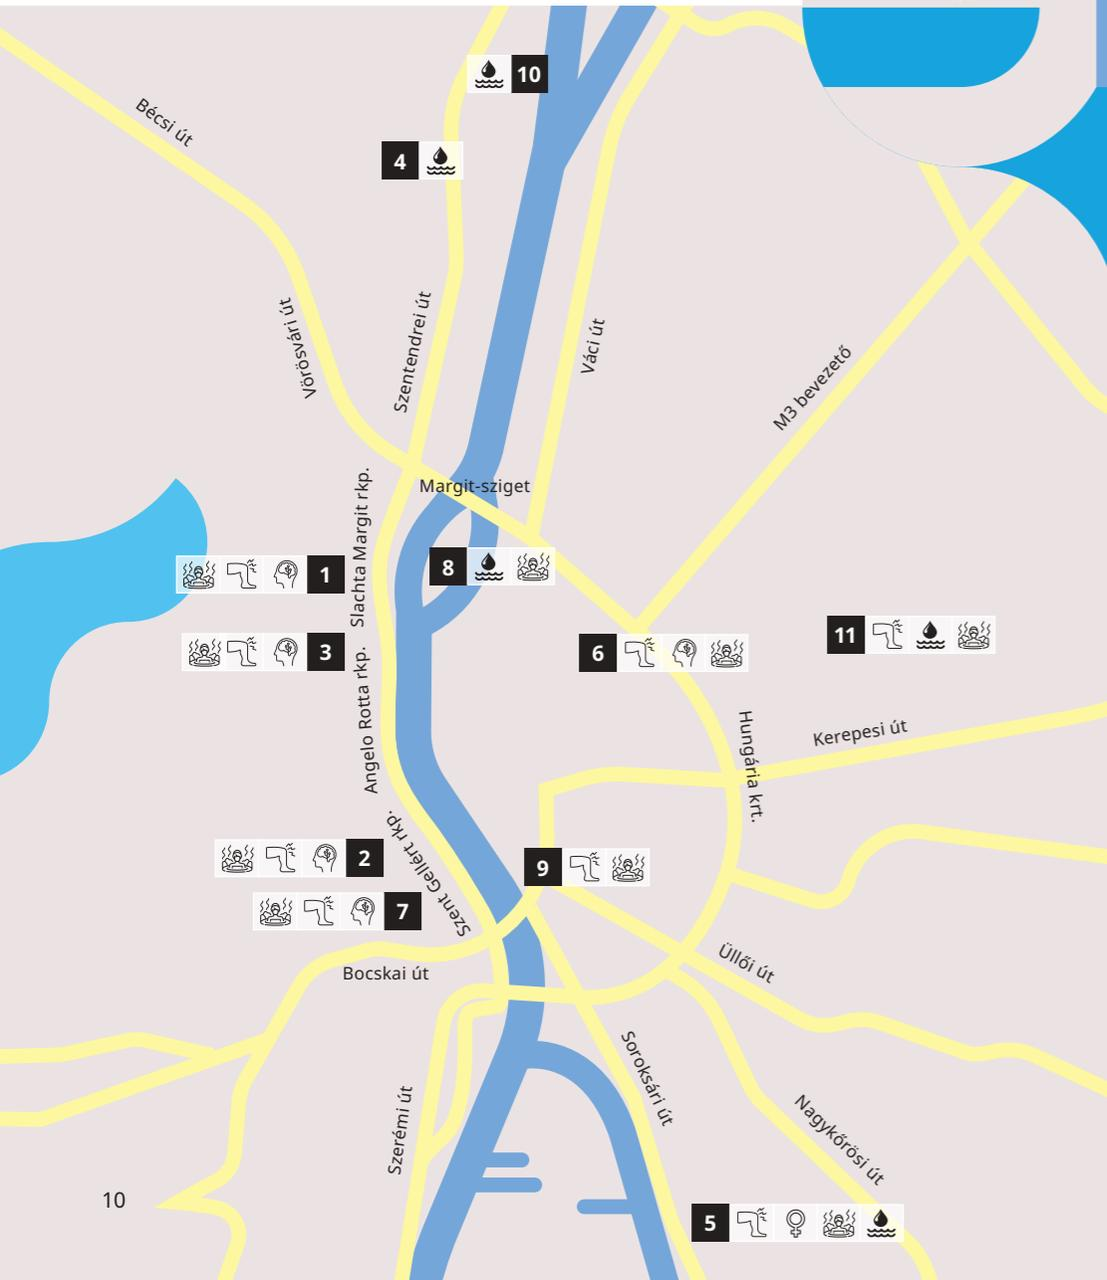 10
4
Bécsi út
Vörösvári út
Szentendrei út
Váci út
M3 bevezető
Margit-sziget
Slachta Margit rkp.
1
8
3
6
11
Angelo Rotta rkp.
Hungária krt.
Kerepesi út
2
Szent Gellért rkp.
9
7
Bocskai út
Üllői út
Soroksári út
Szerémi út
Nagykőrösi út
10
5